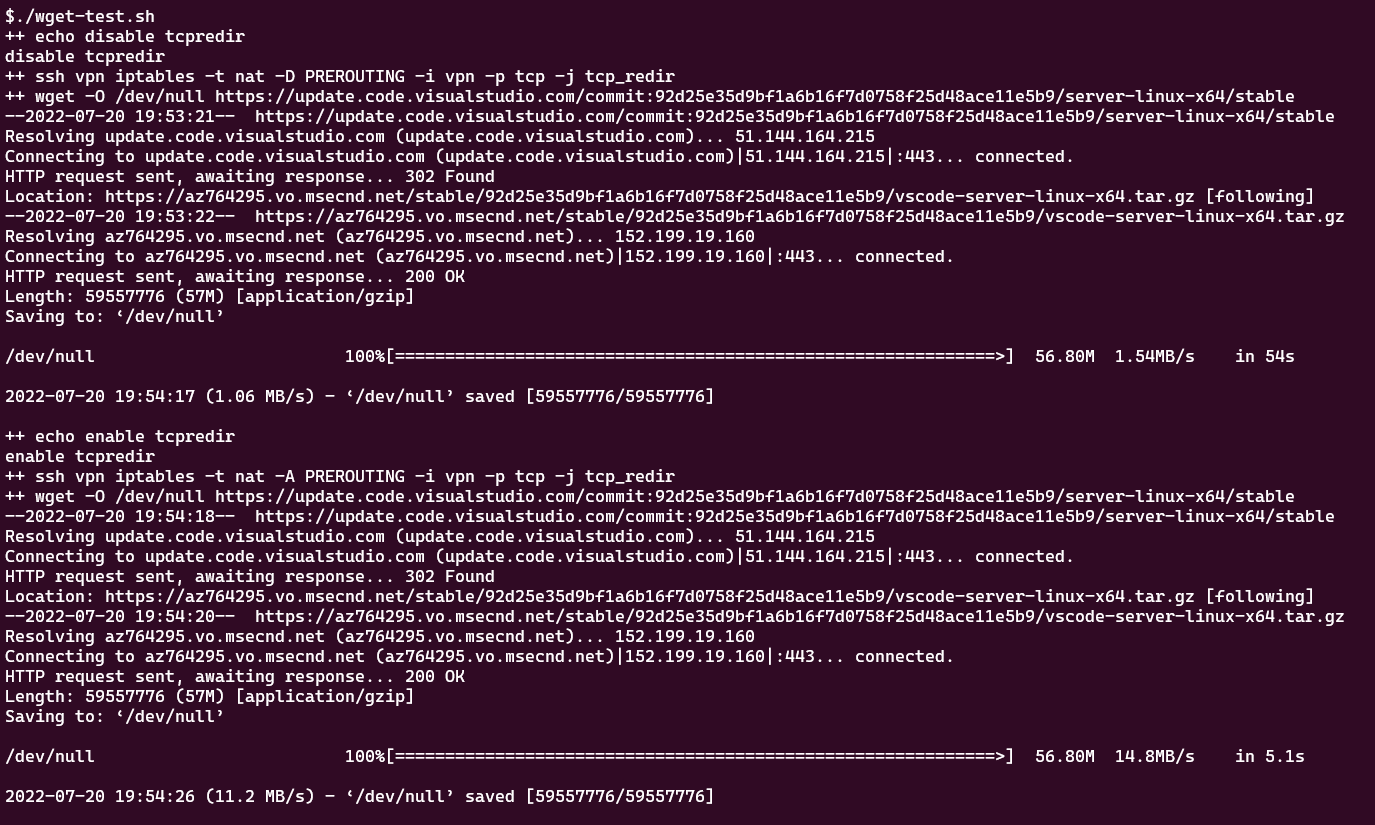 $./wget-test.sh
++ echo disable tcpredir
disable tcpredir
++ ssh vpn iptables -t nat -D PREROUTING -i vpn -p tcp -j tcp_redir
++ wget -O /dev/null https://update.code.visualstudio.com/commit:92d25e35d9bf1a6b16f7d0758f25d48ace11e5b9/server-linux-x64/stable
--2022-07-20 19:53:21--  https://update.code.visualstudio.com/commit:92d25e35d9bf1a6b16f7d0758f25d48ace11e5b9/server-linux-x64/stable
Resolving update.code.visualstudio.com (update.code.visualstudio.com)... 51.144.164.215
Connecting to update.code.visualstudio.com (update.code.visualstudio.com)|51.144.164.215|:443... connected.
HTTP request sent, awaiting response... 302 Found
Location: https://az764295.vo.msecnd.net/stable/92d25e35d9bf1a6b16f7d0758f25d48ace11e5b9/vscode-server-linux-x64.tar.gz [following]
--2022-07-20 19:53:22--  https://az764295.vo.msecnd.net/stable/92d25e35d9bf1a6b16f7d0758f25d48ace11e5b9/vscode-server-linux-x64.tar.gz
Resolving az764295.vo.msecnd.net (az764295.vo.msecnd.net)... 152.199.19.160
Connecting to az764295.vo.msecnd.net (az764295.vo.msecnd.net)|152.199.19.160|:443... connected.
HTTP request sent, awaiting response... 200 OK
Length: 59557776 (57M) [application/gzip]
Saving to: ‘/dev/null’
/dev/null                         100%[============================================================>]  56.80M  1.54MB/s    in 54s
2022-07-20 19:54:17 (1.06 MB/s) - ‘/dev/null’ saved [59557776/59557776]
++ echo enable tcpredir
enable tcpredir
++ ssh vpn iptables -t nat -A PREROUTING -i vpn -p tcp -j tcp_redir
++ wget -O /dev/null https://update.code.visualstudio.com/commit:92d25e35d9bf1a6b16f7d0758f25d48ace11e5b9/server-linux-x64/stable
--2022-07-20 19:54:18--  https://update.code.visualstudio.com/commit:92d25e35d9bf1a6b16f7d0758f25d48ace11e5b9/server-linux-x64/stable
Resolving update.code.visualstudio.com (update.code.visualstudio.com)... 51.144.164.215
Connecting to update.code.visualstudio.com (update.code.visualstudio.com)|51.144.164.215|:443... connected.
HTTP request sent, awaiting response... 302 Found
Location: https://az764295.vo.msecnd.net/stable/92d25e35d9bf1a6b16f7d0758f25d48ace11e5b9/vscode-server-linux-x64.tar.gz [following]
--2022-07-20 19:54:20--  https://az764295.vo.msecnd.net/stable/92d25e35d9bf1a6b16f7d0758f25d48ace11e5b9/vscode-server-linux-x64.tar.gz
Resolving az764295.vo.msecnd.net (az764295.vo.msecnd.net)... 152.199.19.160
Connecting to az764295.vo.msecnd.net (az764295.vo.msecnd.net)|152.199.19.160|:443... connected.
HTTP request sent, awaiting response... 200 OK
Length: 59557776 (57M) [application/gzip]
Saving to: ‘/dev/null’
/dev/null                         100%[============================================================>]  56.80M  14.8MB/s    in 5.1s
2022-07-20 19:54:26 (11.2 MB/s) - ‘/dev/null’ saved [59557776/59557776]